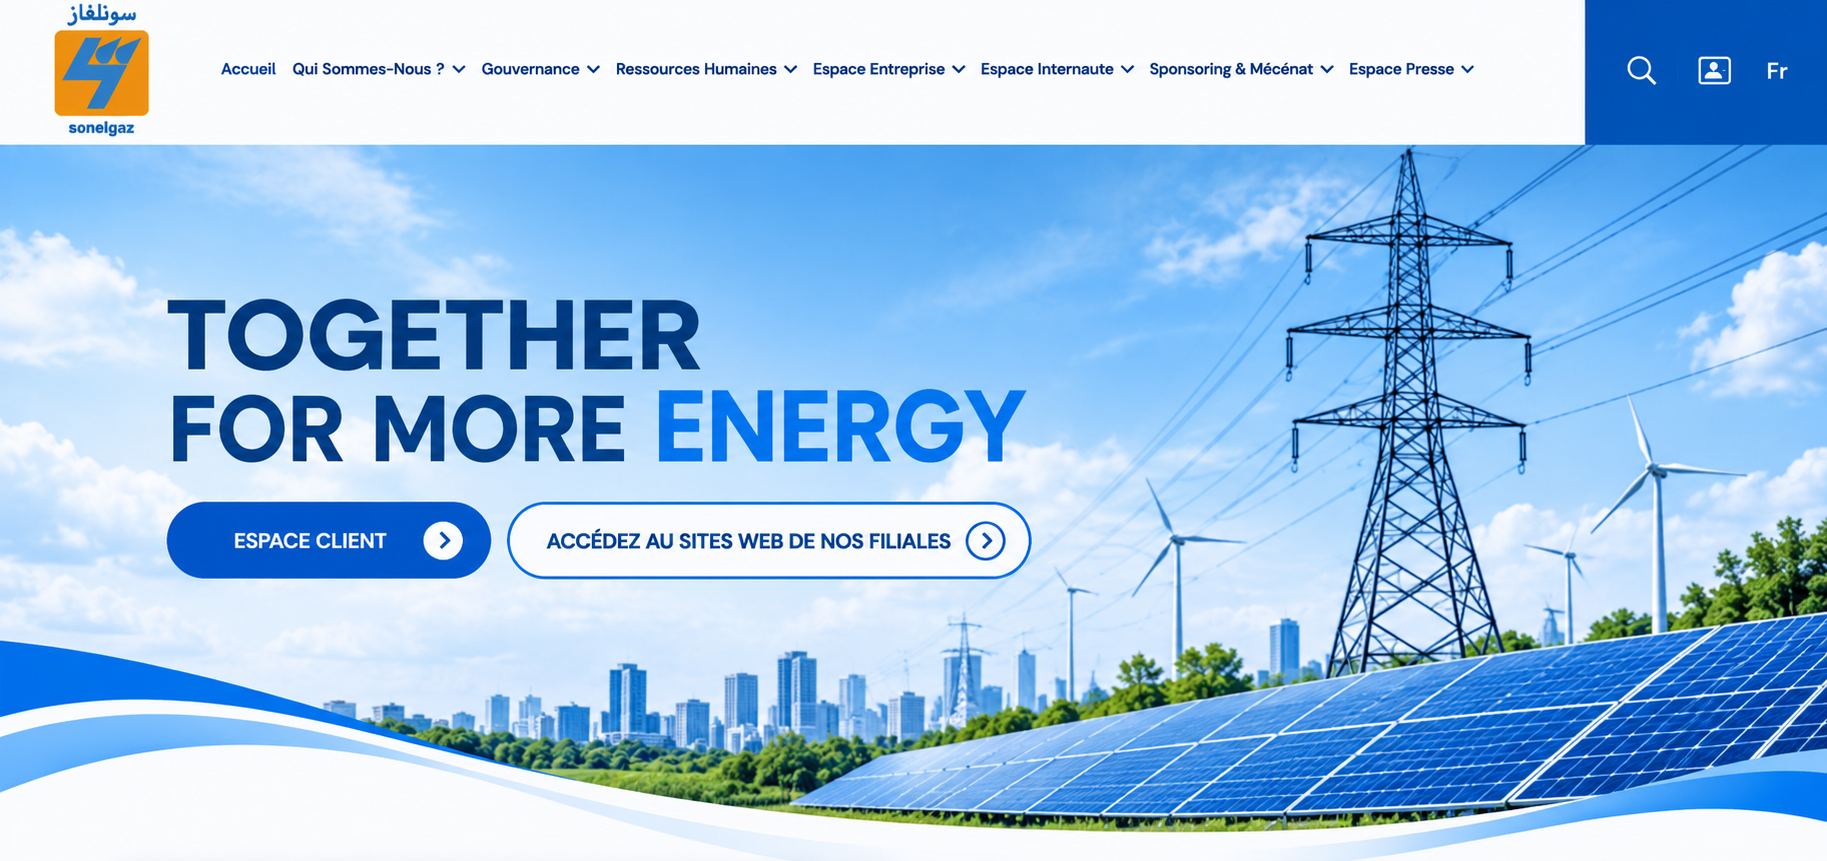 سونلغاز
sonelgaz
Accueil Qui Sommes-Nous ? Gouvernance Ressources Humaines Espace Entreprise Espace Internaute Sponsoring & Mécénat Espace Presse
Fr
TOGETHER
FOR MORE ENERGY
ESPACE CLIENT
ACCÉDEZ AU SITES WEB DE NOS FILIALES